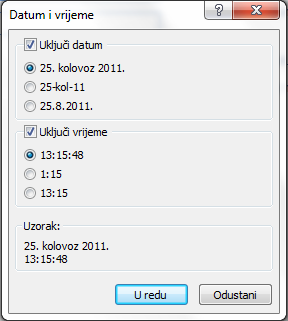 Datum i vrijeme
Uključi datum
25. kolovoz 2011.
25-kol-11
25.8.2011.
Uključi vrijeme
13:15:48
1:15
13:15
Uzorak:
25. kolovoz 2011.
13:15:48
U redu
Odustani